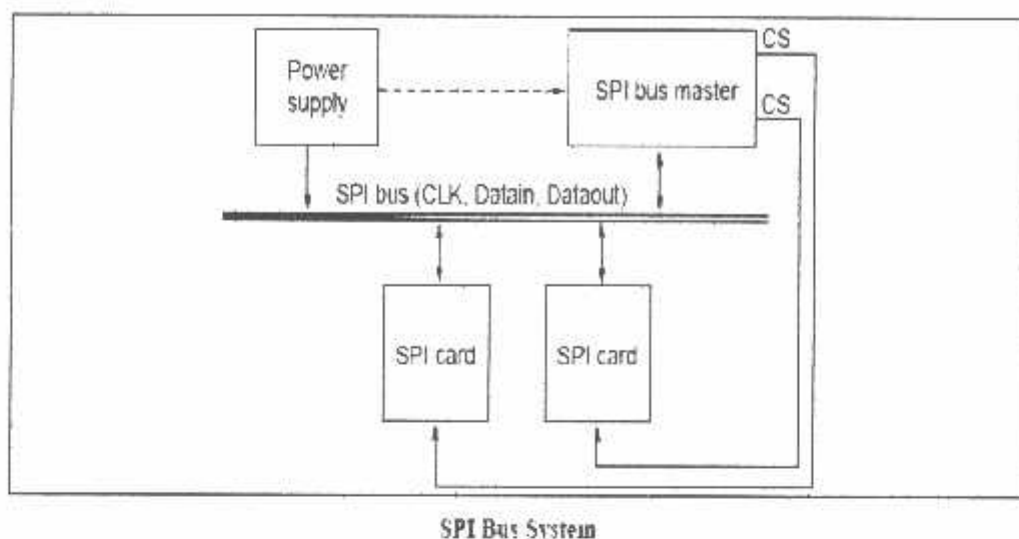 Power
supply
SPI bus master
CS
CS
SPI bus (CLK, Datain, Dataout)
SPI card
SPI card
SPI Bus System